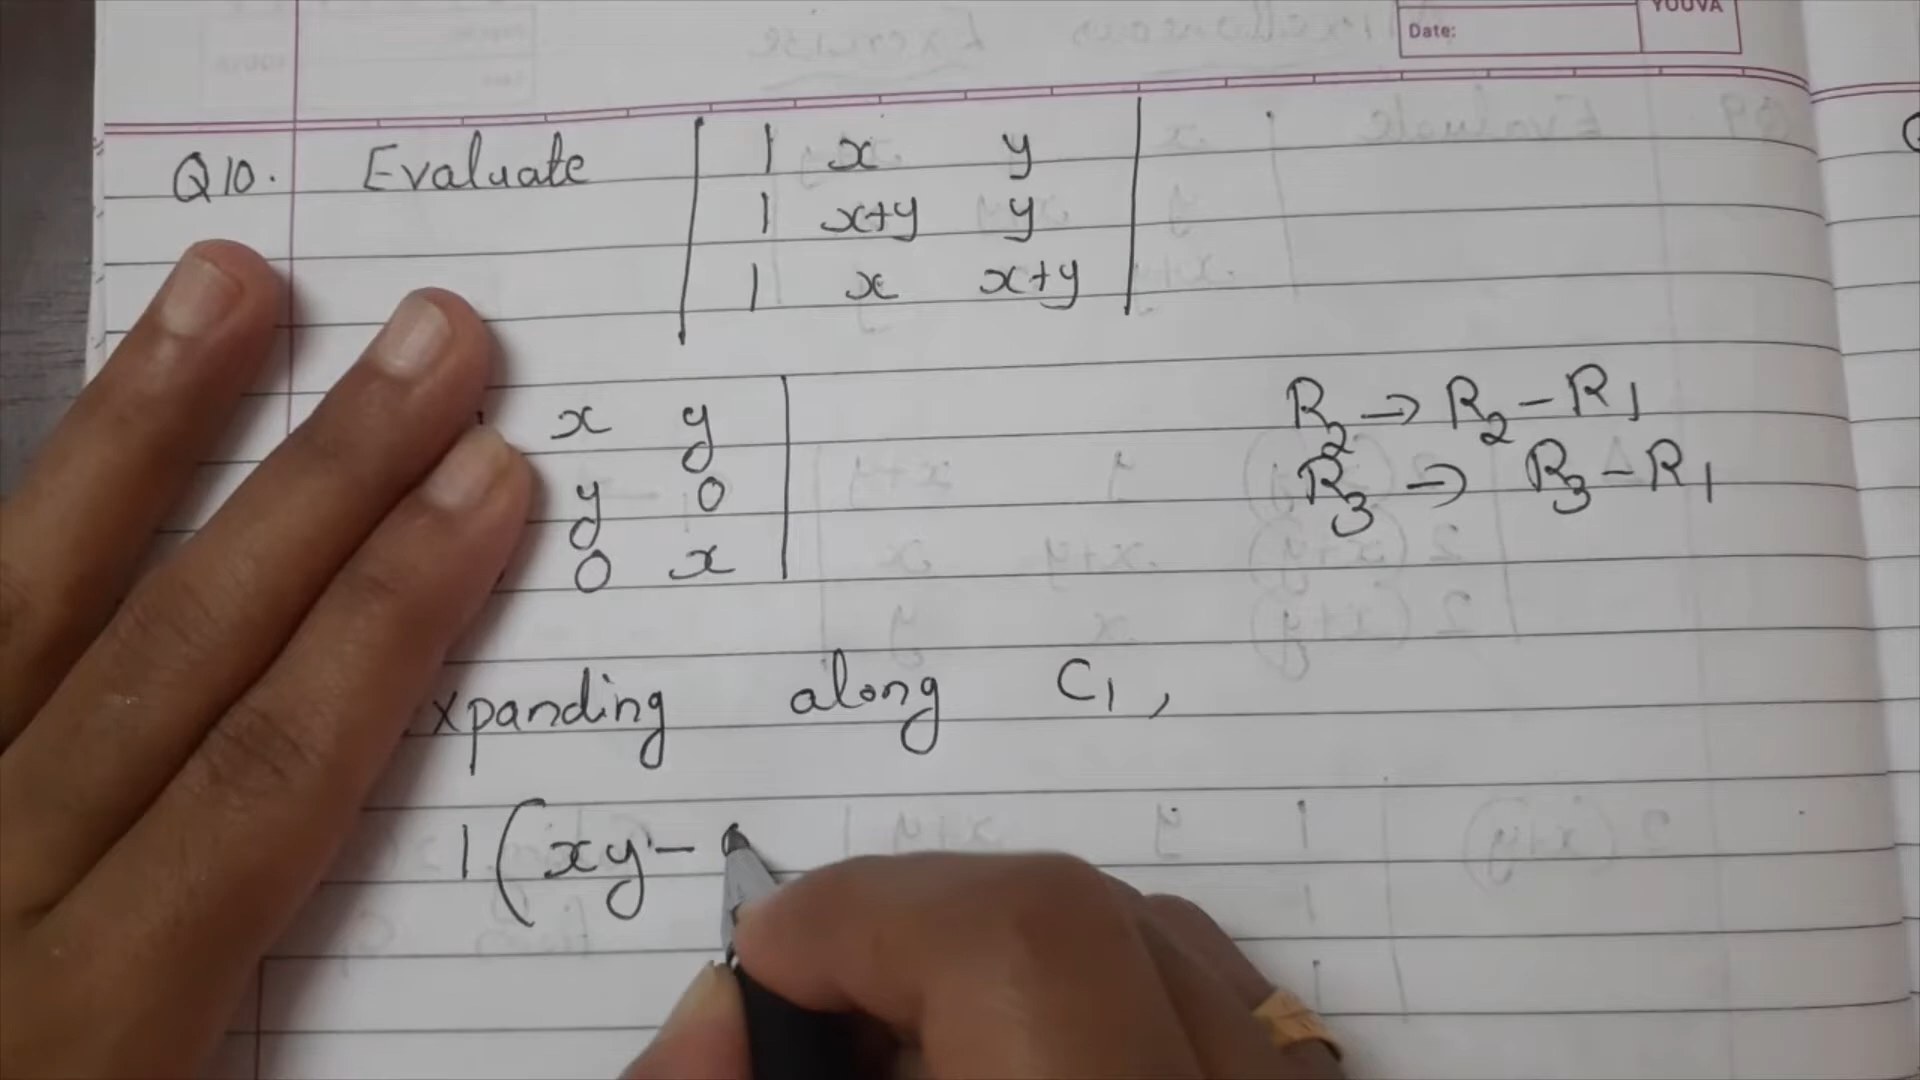 YOUVA
Date:
Q10. Evaluate | 1 x y |
| 1 x+y y |
| 1 x x+y |
x y | R₂ → R₂ - R₁
y 0 | R₃ → R₃ - R₁
0 x |
xpanding along C₁,
1 ( xy -